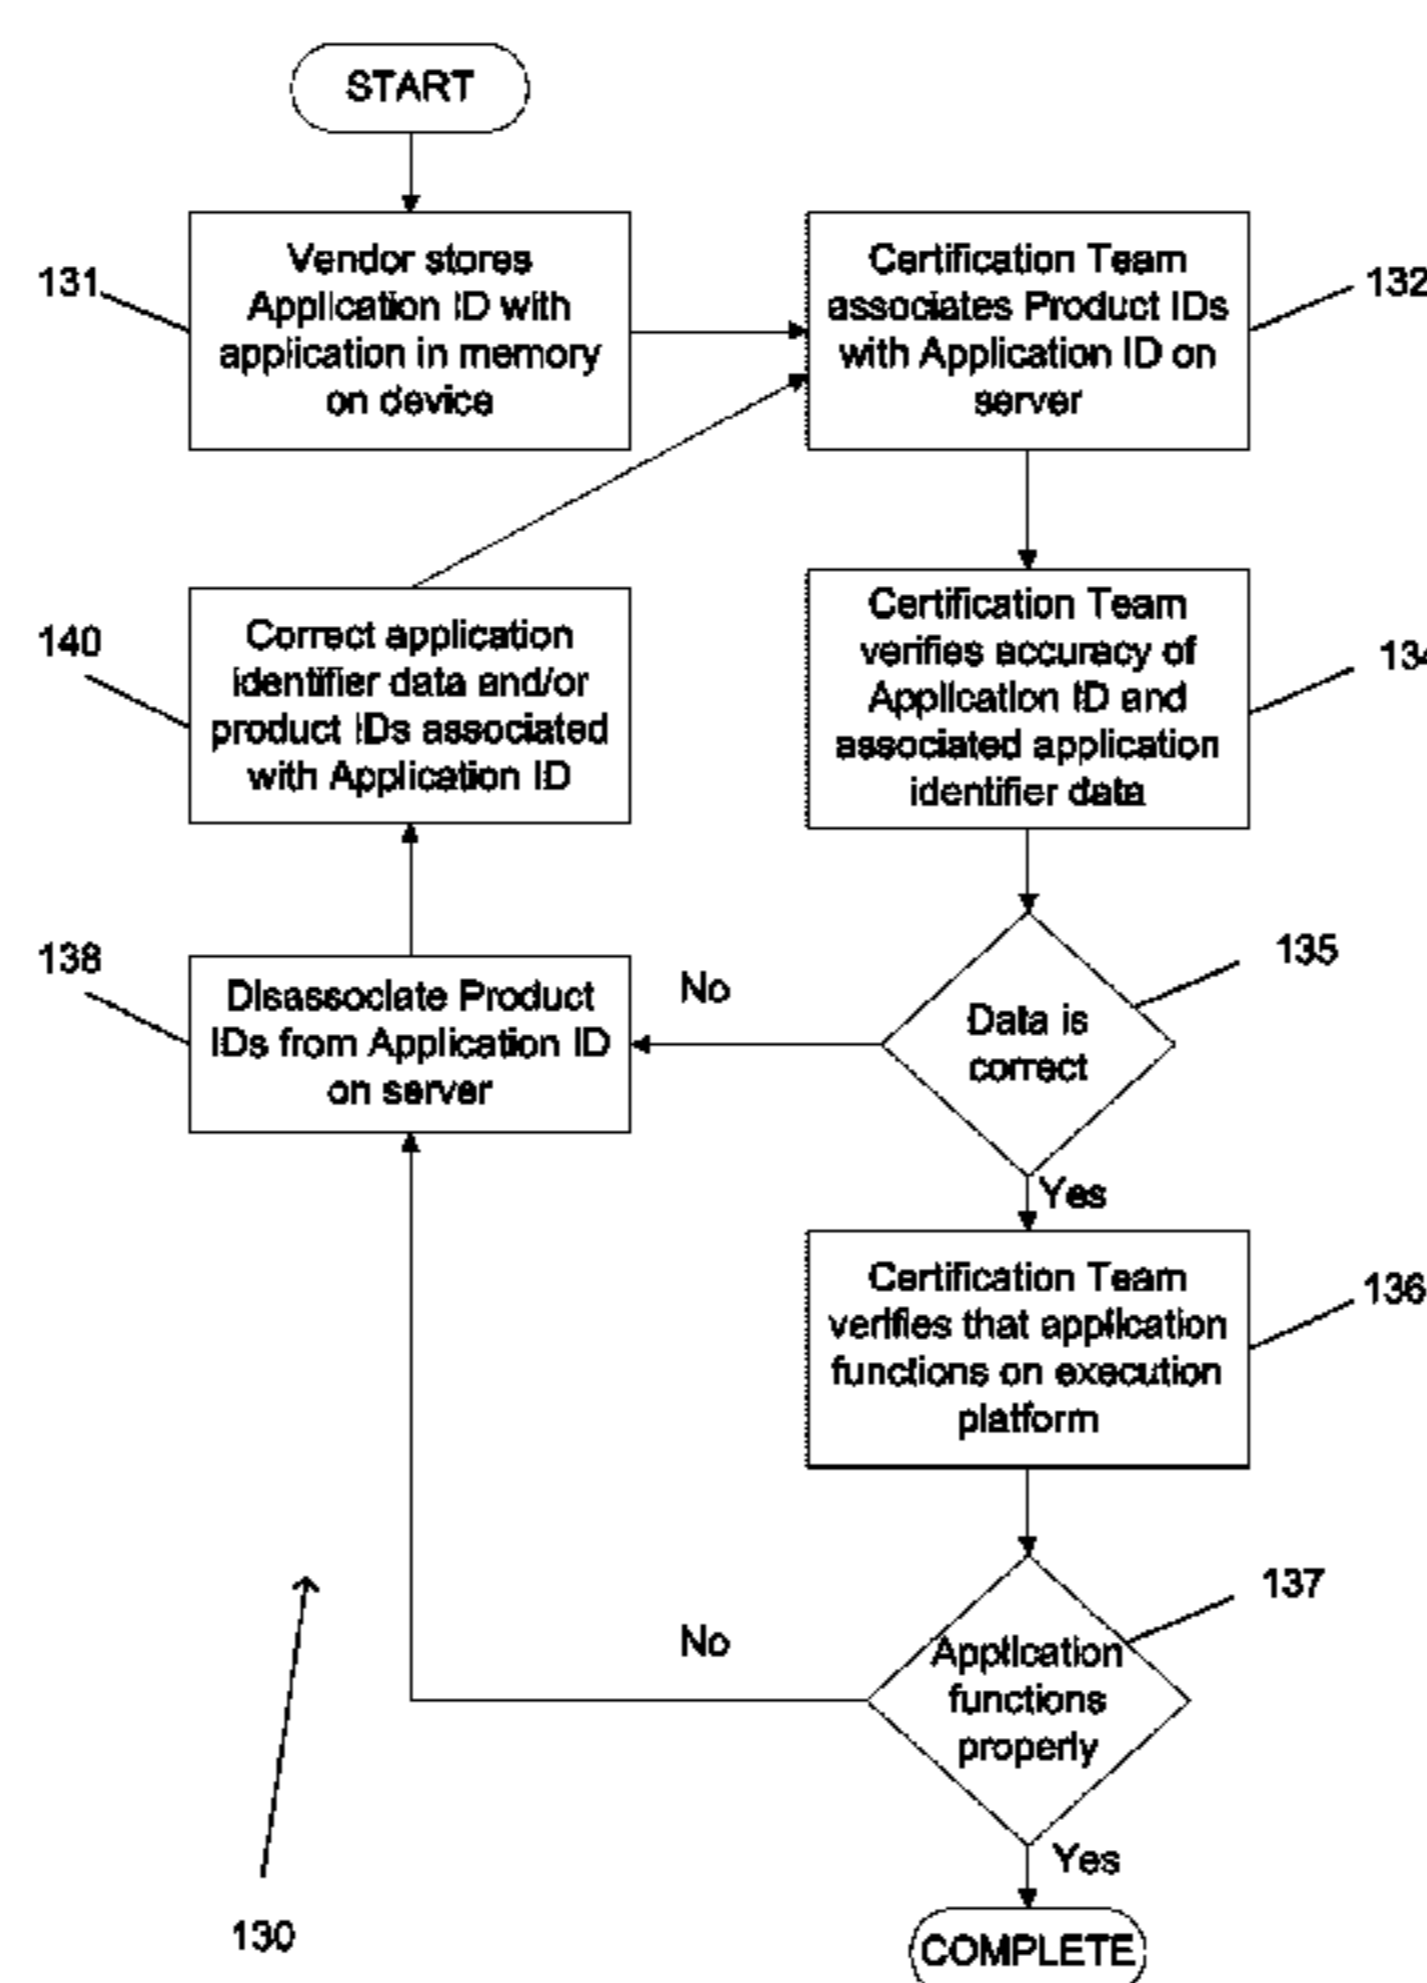 START
131
Vendor stores
Application ID with
application in memory
on device
Certification Team
associates Product IDs
with Application ID on
server
132
140
Correct application
identifier data and/or
product IDs associated
with Application ID
Certification Team
verifies accuracy of
Application ID and
associated application
identifier data
134
138
Disassociate Product
IDs from Application ID
on server
No
Data is
correct
135
Yes
Certification Team
verifies that application
functions on execution
platform
136
No
Application
functions
properly
137
Yes
130
COMPLETE